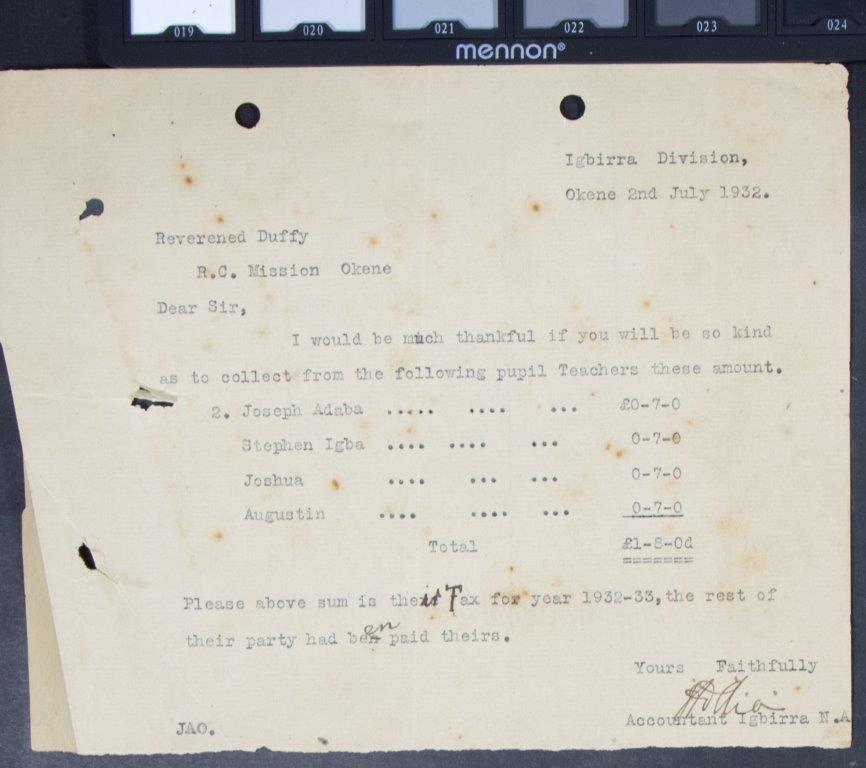 019 020 021 022 023 024
mennon®
Igbirra Division,
Okene 2nd July 1932.
Reverened Duffy
R.C. Mission Okene
Dear Sir,
I would be much thankful if you will be so kind
as to collect from the following pupil Teachers these amount.
2. Joseph Adaba ..... .... ... £0-7-0
Stephen Igba .... .... ... 0-7-0
Joshua .... ... ... 0-7-0
Augustin .... .... ... 0-7-0
Total £1-8-0d
Please above sum is their Tax for year 1932-33, the rest of
their party had been paid theirs.
Yours Faithfully
Accountant Igbirra N.A
JAO.